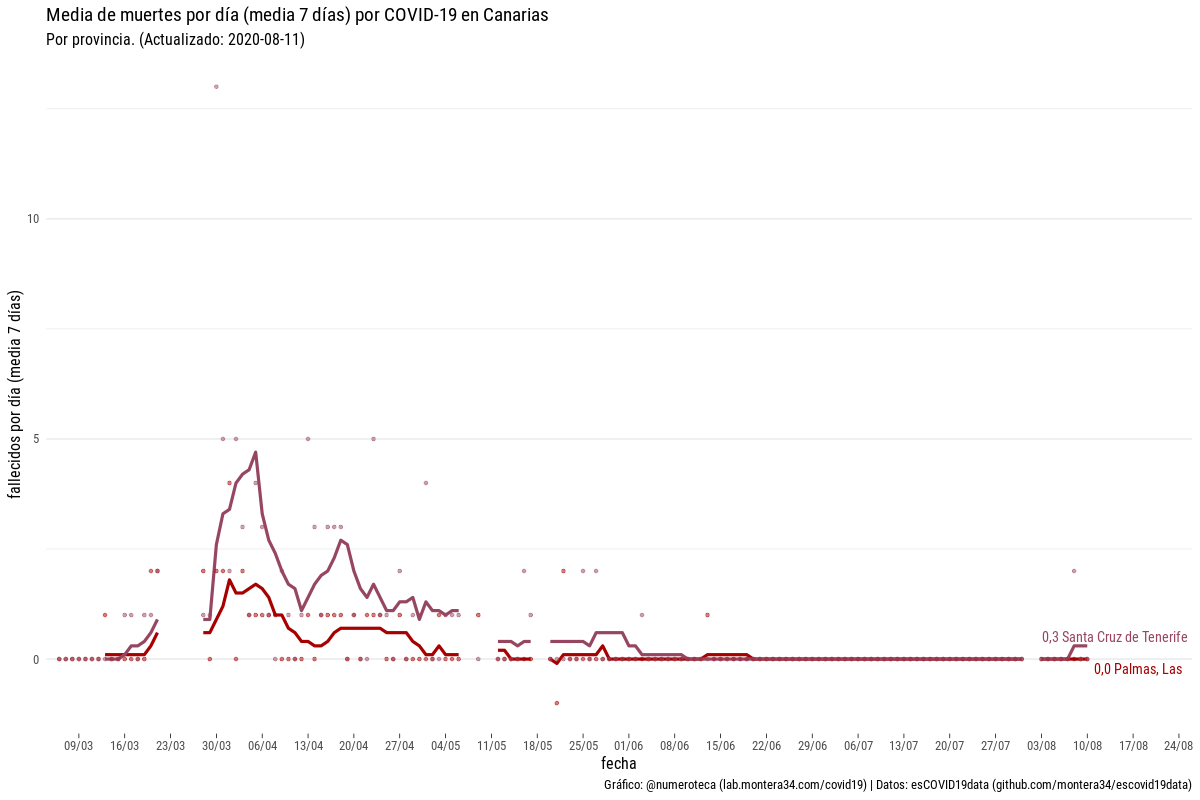 Media de muertes por día (media 7 días) por COVID-19 en Canarias
Por provincia. (Actualizado: 2020-08-11)
fallecidos por día (media 7 días)
10
5
0
0,3 Santa Cruz de Tenerife
0,0 Palmas, Las
09/03 16/03 23/03 30/03 06/04 13/04 20/04 27/04 04/05 11/05 18/05 25/05 01/06 08/06 15/06 22/06 29/06 06/07 13/07 20/07 27/07 03/08 10/08 17/08 24/08
fecha
Gráfico: @numeroteca (lab.montera34.com/covid19) | Datos: esCOVID19data (github.com/montera34/escovid19data)